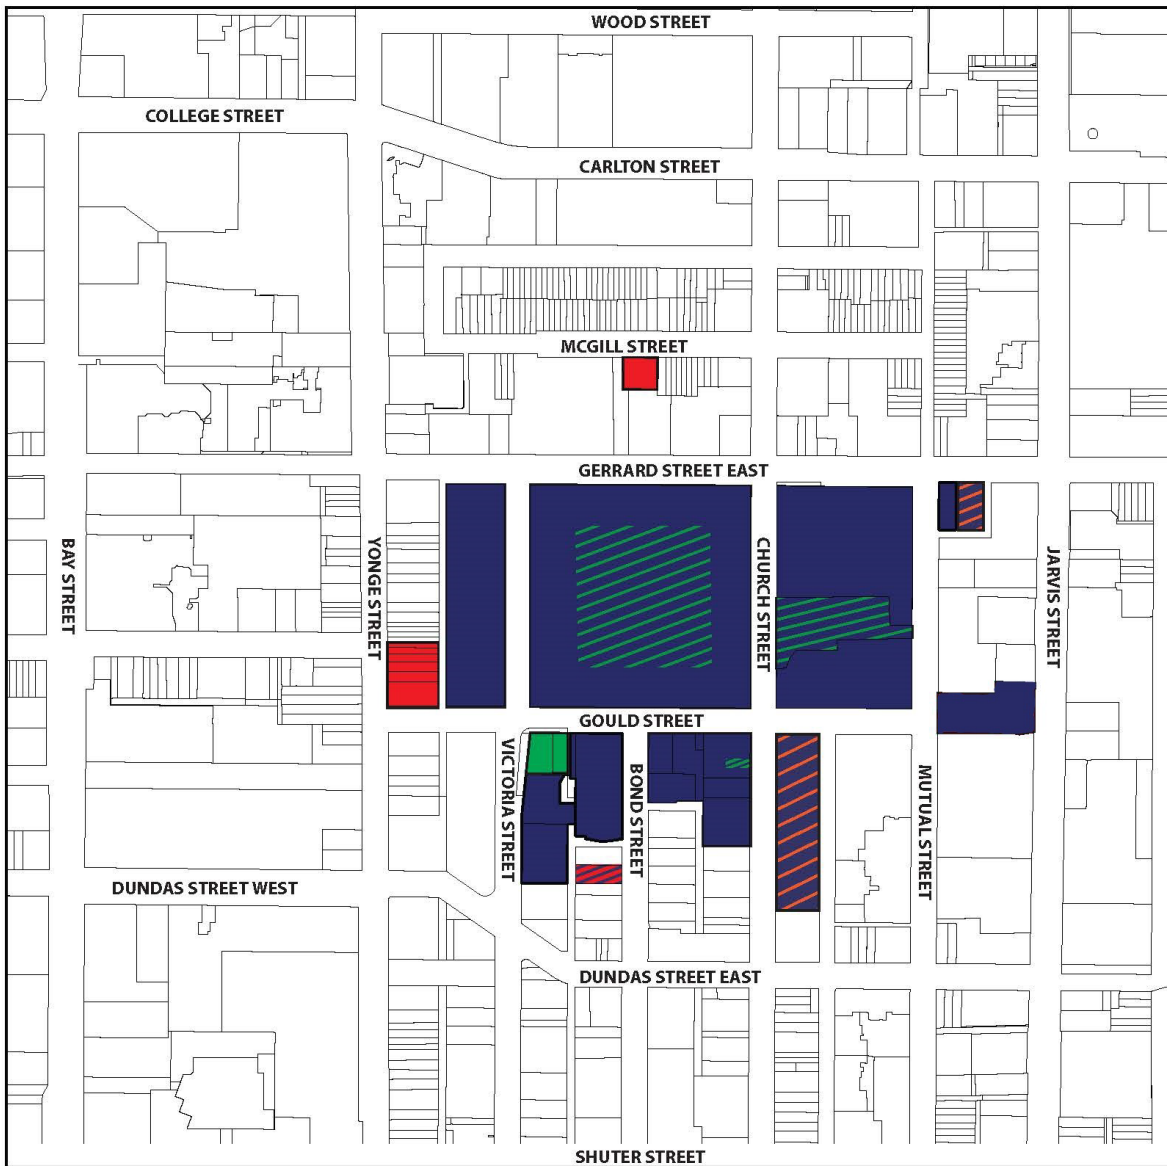 WOOD STREET
COLLEGE STREET
CARLTON STREET
MCGILL STREET
GERRARD STREET EAST
BAY STREET
YONGE STREET
CHURCH STREET
JARVIS STREET
GOULD STREET
VICTORIA STREET
BOND STREET
MUTUAL STREET
DUNDAS STREET WEST
DUNDAS STREET EAST
SHUTER STREET